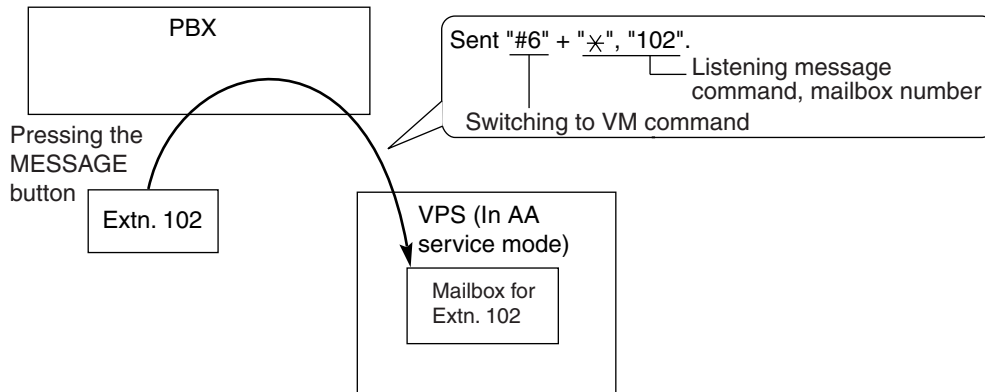 PBX
Sent "#6" + "✳", "102".
Listening message
command, mailbox number
Switching to VM command
Pressing the
MESSAGE
button
Extn. 102
VPS (In AA
service mode)
Mailbox for
Extn. 102